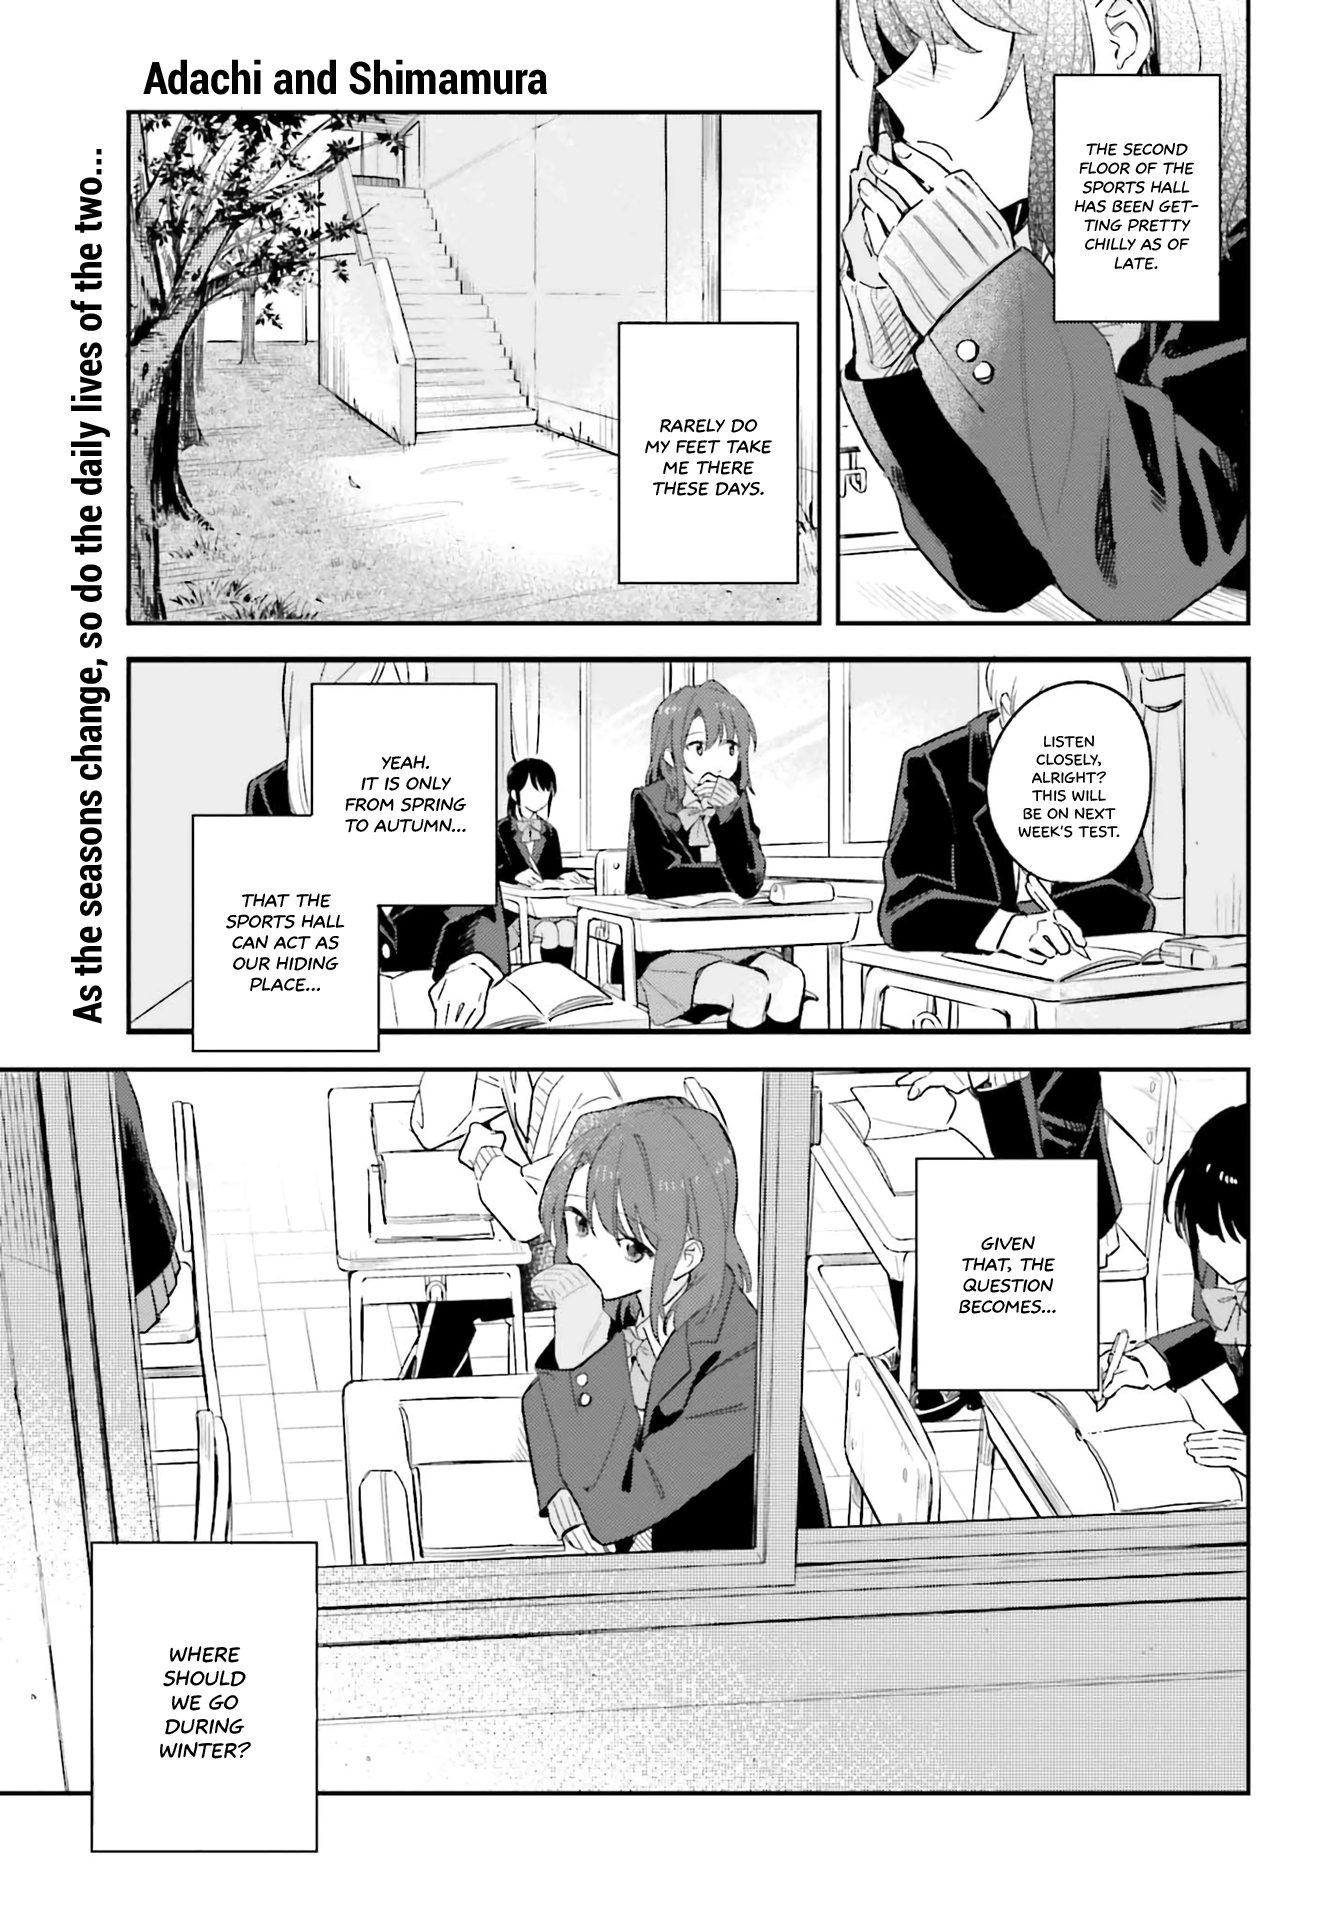 Adachi and Shimamura
As the seasons change, so do the daily lives of the two...
THE SECOND
FLOOR OF THE
SPORTS HALL
HAS BEEN GET-
TING PRETTY
CHILLY AS OF
LATE.
RARELY DO
MY FEET TAKE
ME THERE
THESE DAYS.
LISTEN
CLOSELY,
ALRIGHT?
THIS WILL
BE ON NEXT
WEEK'S TEST.
YEAH.
IT IS ONLY
FROM SPRING
TO AUTUMN...
THAT THE
SPORTS HALL
CAN ACT AS
OUR HIDING
PLACE...
GIVEN
THAT, THE
QUESTION
BECOMES...
WHERE
SHOULD
WE GO
DURING
WINTER?